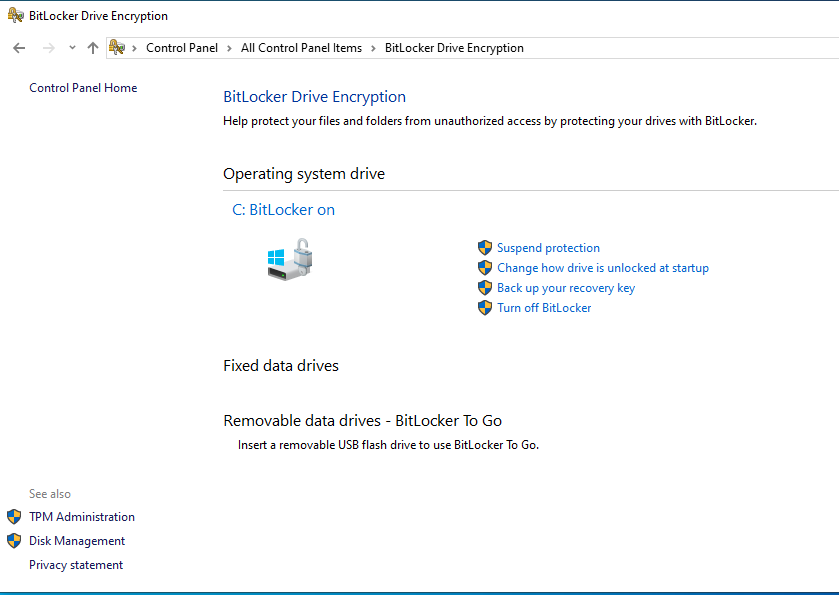 BitLocker Drive Encryption
Control Panel > All Control Panel Items > BitLocker Drive Encryption
Control Panel Home
BitLocker Drive Encryption
Help protect your files and folders from unauthorized access by protecting your drives with BitLocker.
Operating system drive
C: BitLocker on
Suspend protection
Change how drive is unlocked at startup
Back up your recovery key
Turn off BitLocker
Fixed data drives
Removable data drives - BitLocker To Go
Insert a removable USB flash drive to use BitLocker To Go.
See also
TPM Administration
Disk Management
Privacy statement